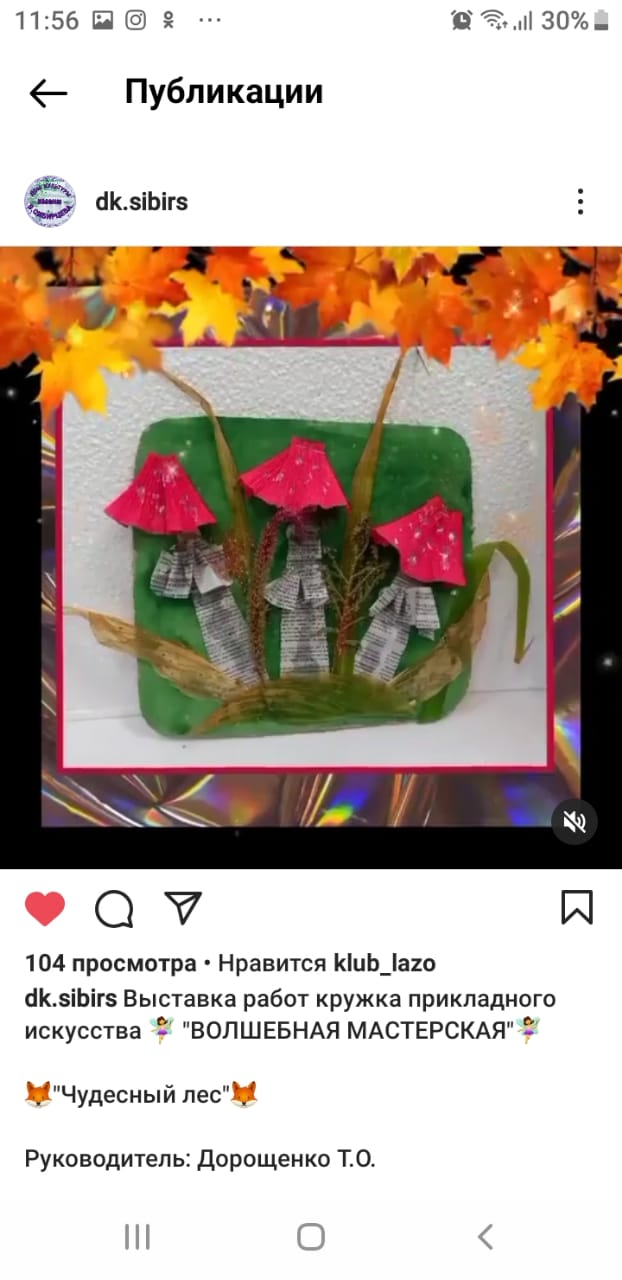 11:56 30%
Публикации
dk.sibirs
104 просмотра • Нравится klub_lazo
dk.sibirs Выставка работ кружка прикладного
искусства 🧚‍♀️ "ВОЛШЕБНАЯ МАСТЕРСКАЯ"🧚‍♀️
🦊"Чудесный лес"🦊
Руководитель: Дорощенко Т.О.